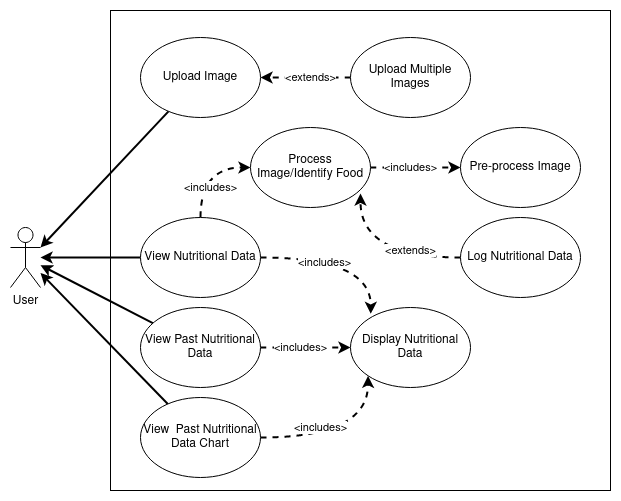 Upload Image
<extends>
Upload Multiple
Images
Process
Image/Identify Food
<includes>
Pre-process Image
<includes>
View Nutritional Data
<includes>
<extends>
Log Nutritional Data
User
View Past Nutritional
Data
<includes>
Display Nutritional
Data
View  Past Nutritional
Data Chart
<includes>